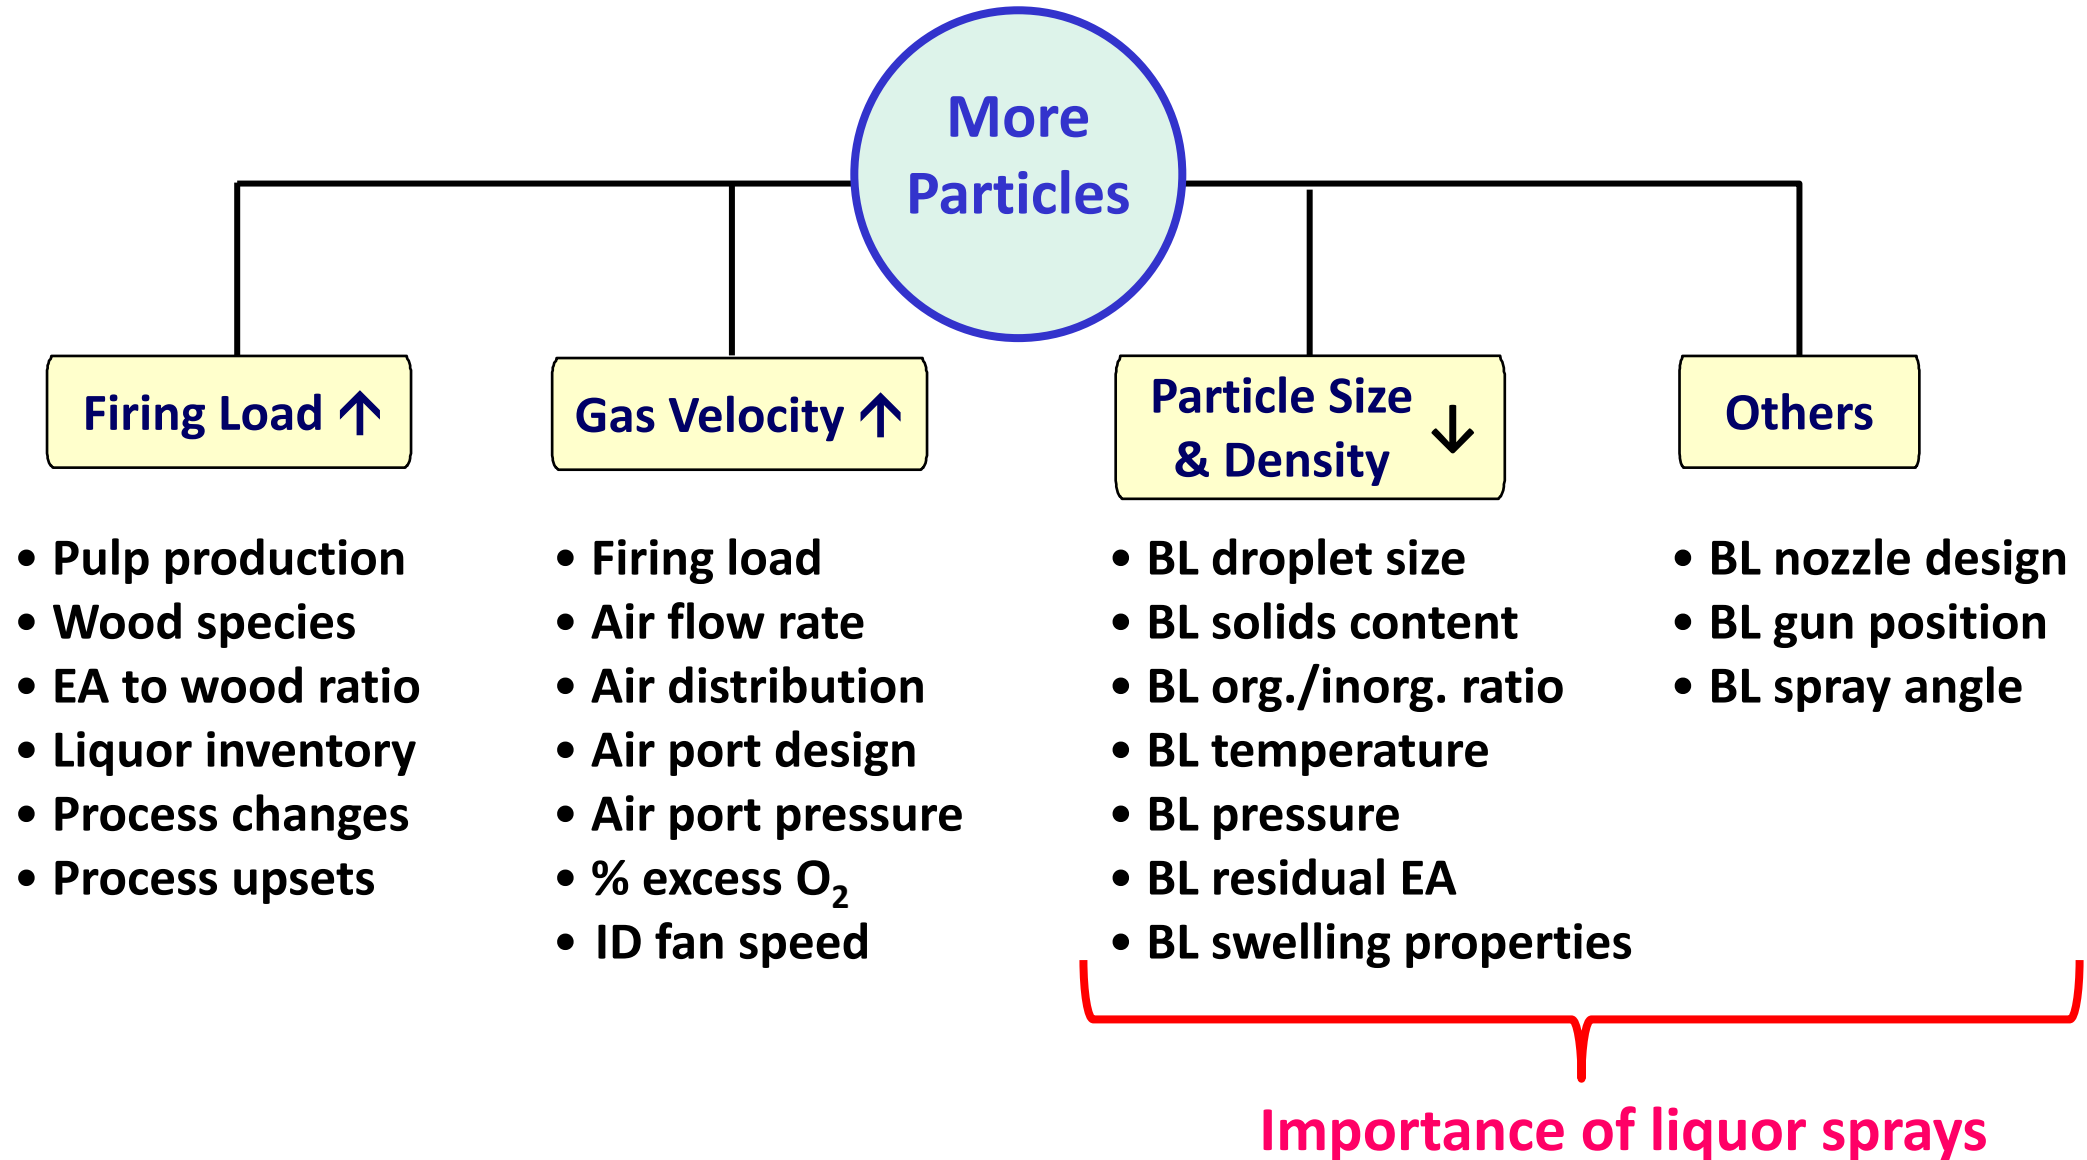 More
Particles
Firing Load ↑
Gas Velocity ↑
Particle Size
& Density ↓
Others
• Pulp production
• Wood species
• EA to wood ratio
• Liquor inventory
• Process changes
• Process upsets
• Firing load
• Air flow rate
• Air distribution
• Air port design
• Air port pressure
• % excess O₂
• ID fan speed
• BL droplet size
• BL solids content
• BL org./inorg. ratio
• BL temperature
• BL pressure
• BL residual EA
• BL swelling properties
• BL nozzle design
• BL gun position
• BL spray angle
Importance of liquor sprays